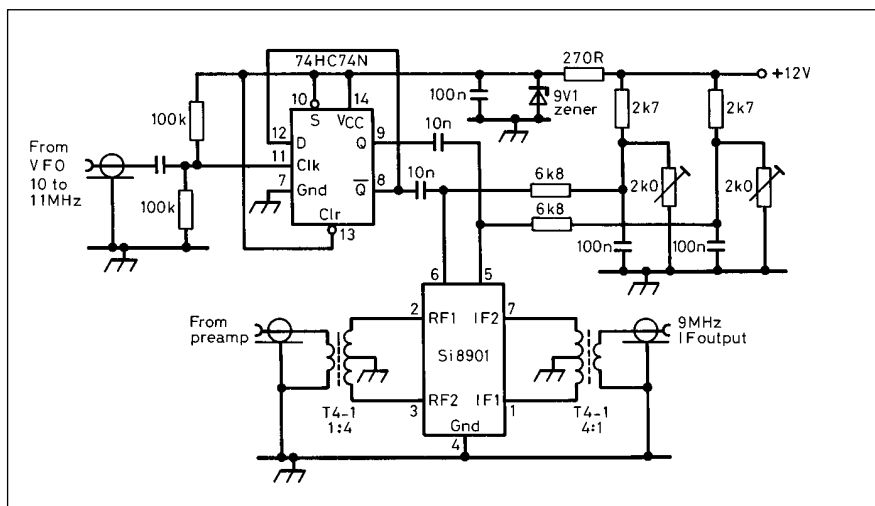 74HC74N
270R
+12V
100k
10
14
100n
9V1
zener
2k7
2k7
S
VCC
12
D
Q
9
10n
From
VFO
10 to
11MHz
11
Clk
10n
7
Gnd
Q
8
6k8
2k0
2k0
100k
Clr
6k8
13
100n
100n
6
5
From
preamp
2
RF1
IF2
7
9MHz
IF output
Si8901
T4-1
1:4
3
RF2
IF1
1
T4-1
4:1
Gnd
4